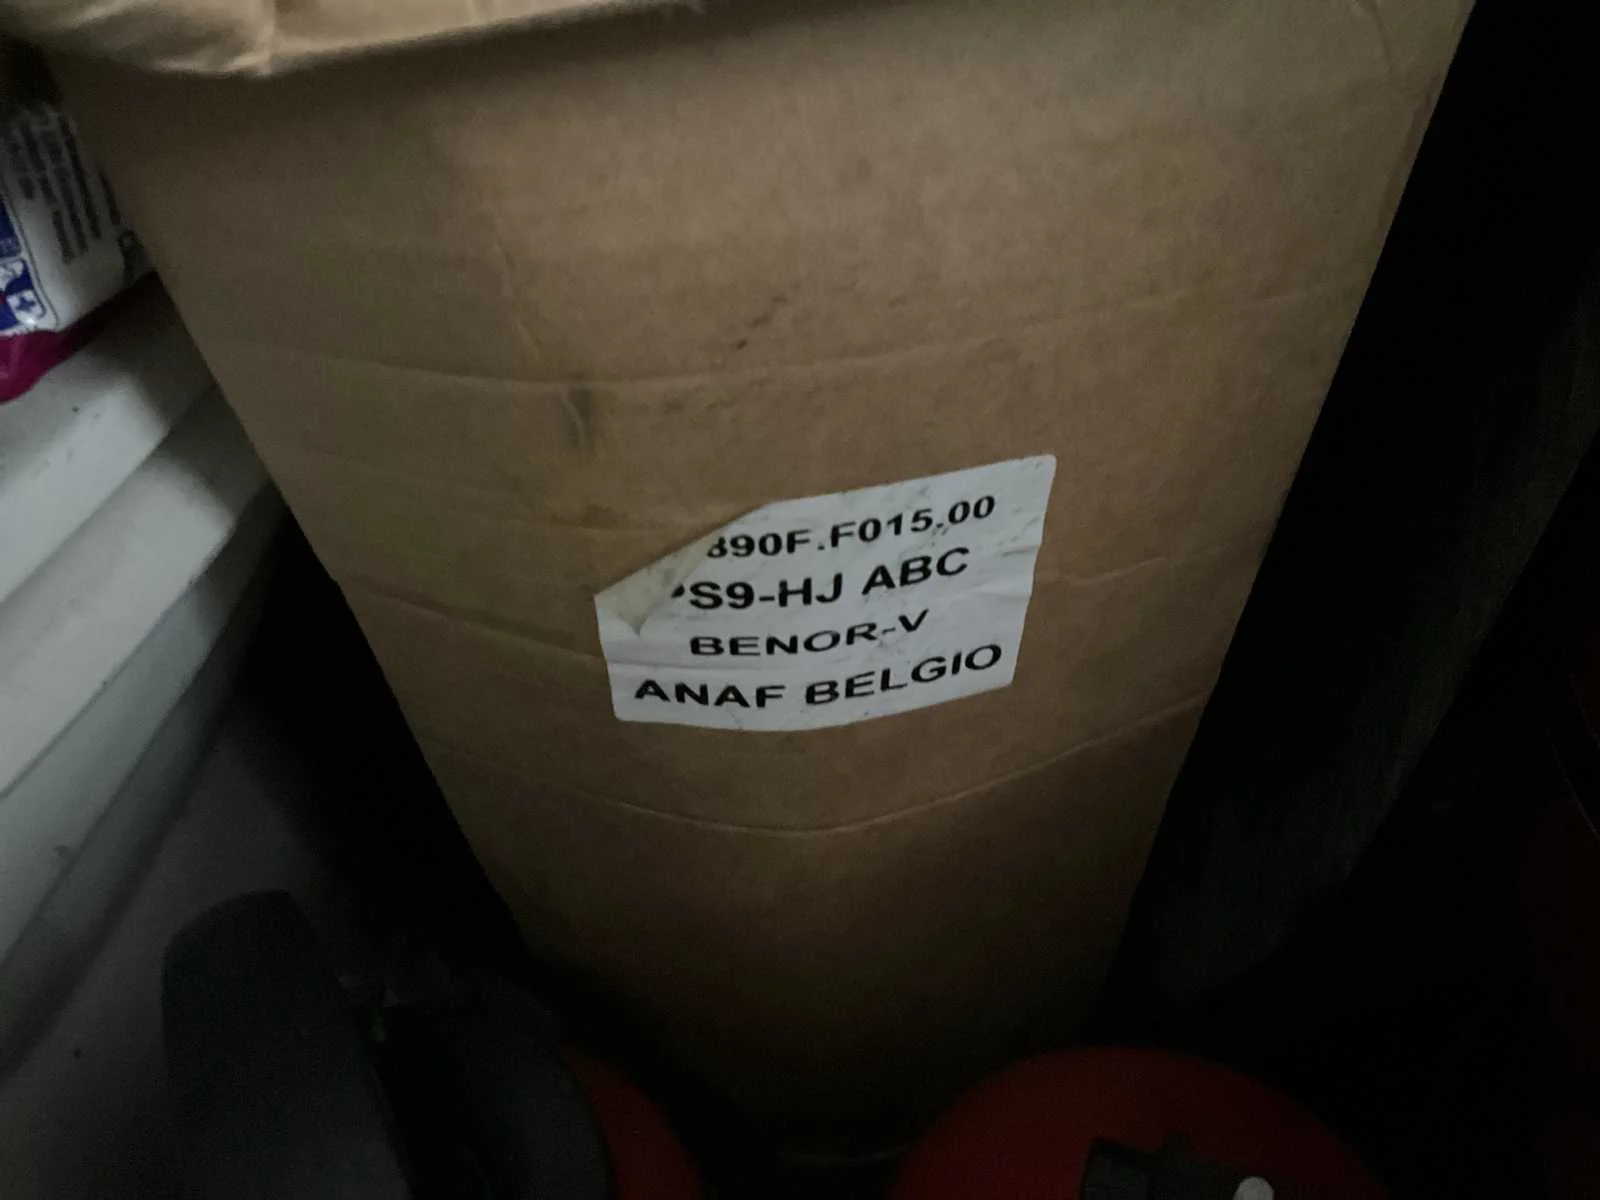 890F.F015.00
PS9-HJ ABC
BENOR-V
ANAF BELGIO